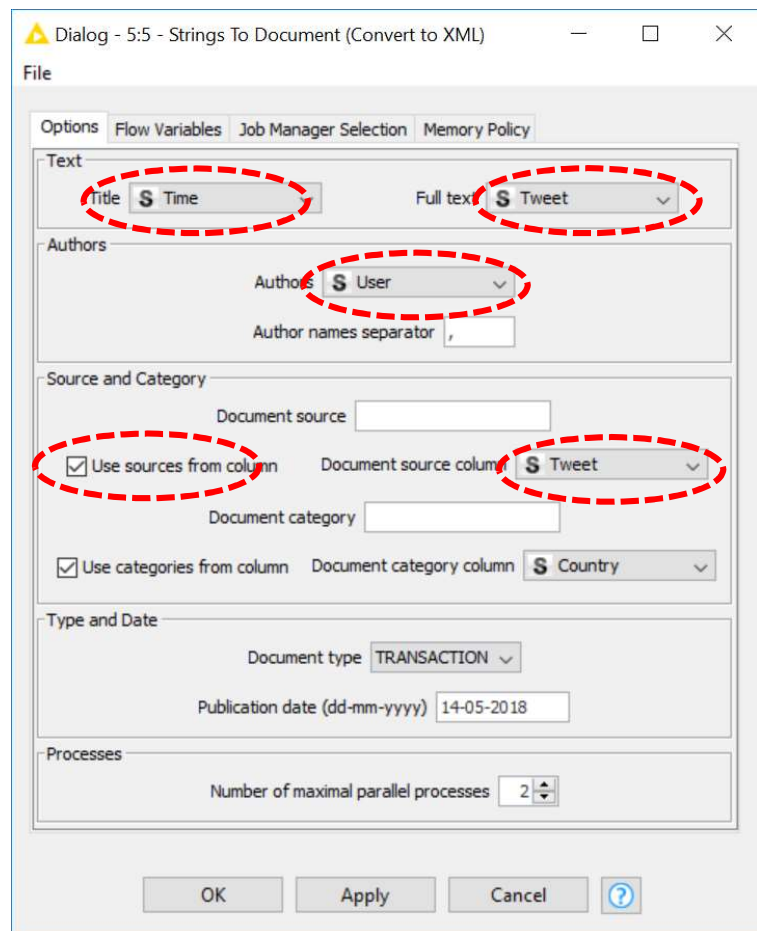 Dialog - 5:5 - Strings To Document (Convert to XML)
File
Options Flow Variables Job Manager Selection Memory Policy
Text
Title S Time Full text S Tweet
Authors
Authors S User
Author names separator ,
Source and Category
Document source
Use sources from column Document source column S Tweet
Document category
Use categories from column Document category column S Country
Type and Date
Document type TRANSACTION
Publication date (dd-mm-yyyy) 14-05-2018
Processes
Number of maximal parallel processes 2
OK Apply Cancel ?